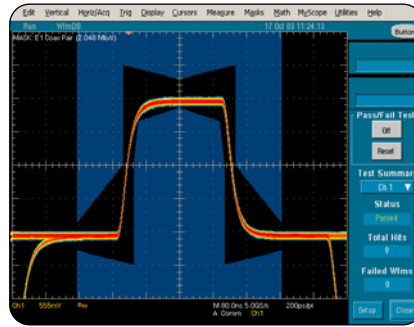 Edit Vertical Horiz/Acq Trig Display Cursors Measure Masks Math MyScope Utilities Help
Run WfmDB 17 Oct 03 11:24:13 Button
MASK: E1 Coax Pair (2.048 Mb/s)
Pass/Fail Test
Off
Reset
Test Summary
Ch 1
Status
Passed
Total Hits
0
Failed Wfms
0
Setup Close
Ch1 555mV M 80.0ns 5.0GS/s 200ps/pt
A Comm Ch1